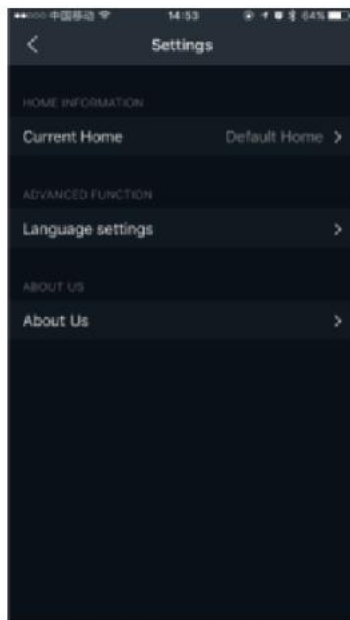 中国移动 14:53 64%
Settings
HOME INFORMATION
Current Home Default Home
ADVANCED FUNCTION
Language settings
ABOUT US
About Us